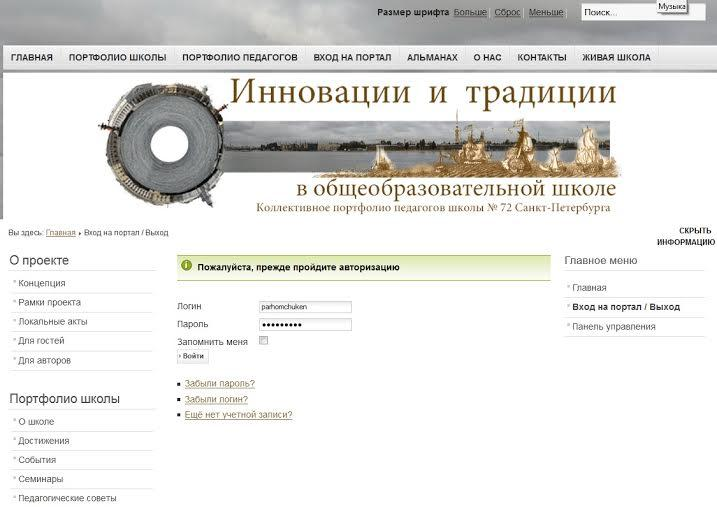 Размер шрифта Больше | Сброс | Меньше |
Поиск...
Музыка
ГЛАВНАЯ
ПОРТФОЛИО ШКОЛЫ
ПОРТФОЛИО ПЕДАГОГОВ
ВХОД НА ПОРТАЛ
АЛЬМАНАХ
О НАС
КОНТАКТЫ
ЖИВАЯ ШКОЛА
Инновации и традиции
в общеобразовательной школе
Коллективное портфолио педагогов школы № 72 Санкт-Петербурга
Вы здесь: Главная Вход на портал / Выход
СКРЫТЬ
ИНФОРМАЦИЮ
О проекте
Концепция
Рамки проекта
Локальные акты
Для гостей
Для авторов
Портфолио школы
О школе
Достижения
События
Семинары
Педагогические советы
Пожалуйста, прежде пройдите авторизацию
Логин parhomchuken
Пароль •••••••••
Запомнить меня
Войти
Забыли пароль?
Забыли логин?
Ещё нет учетной записи?
Главное меню
Главная
Вход на портал / Выход
Панель управления